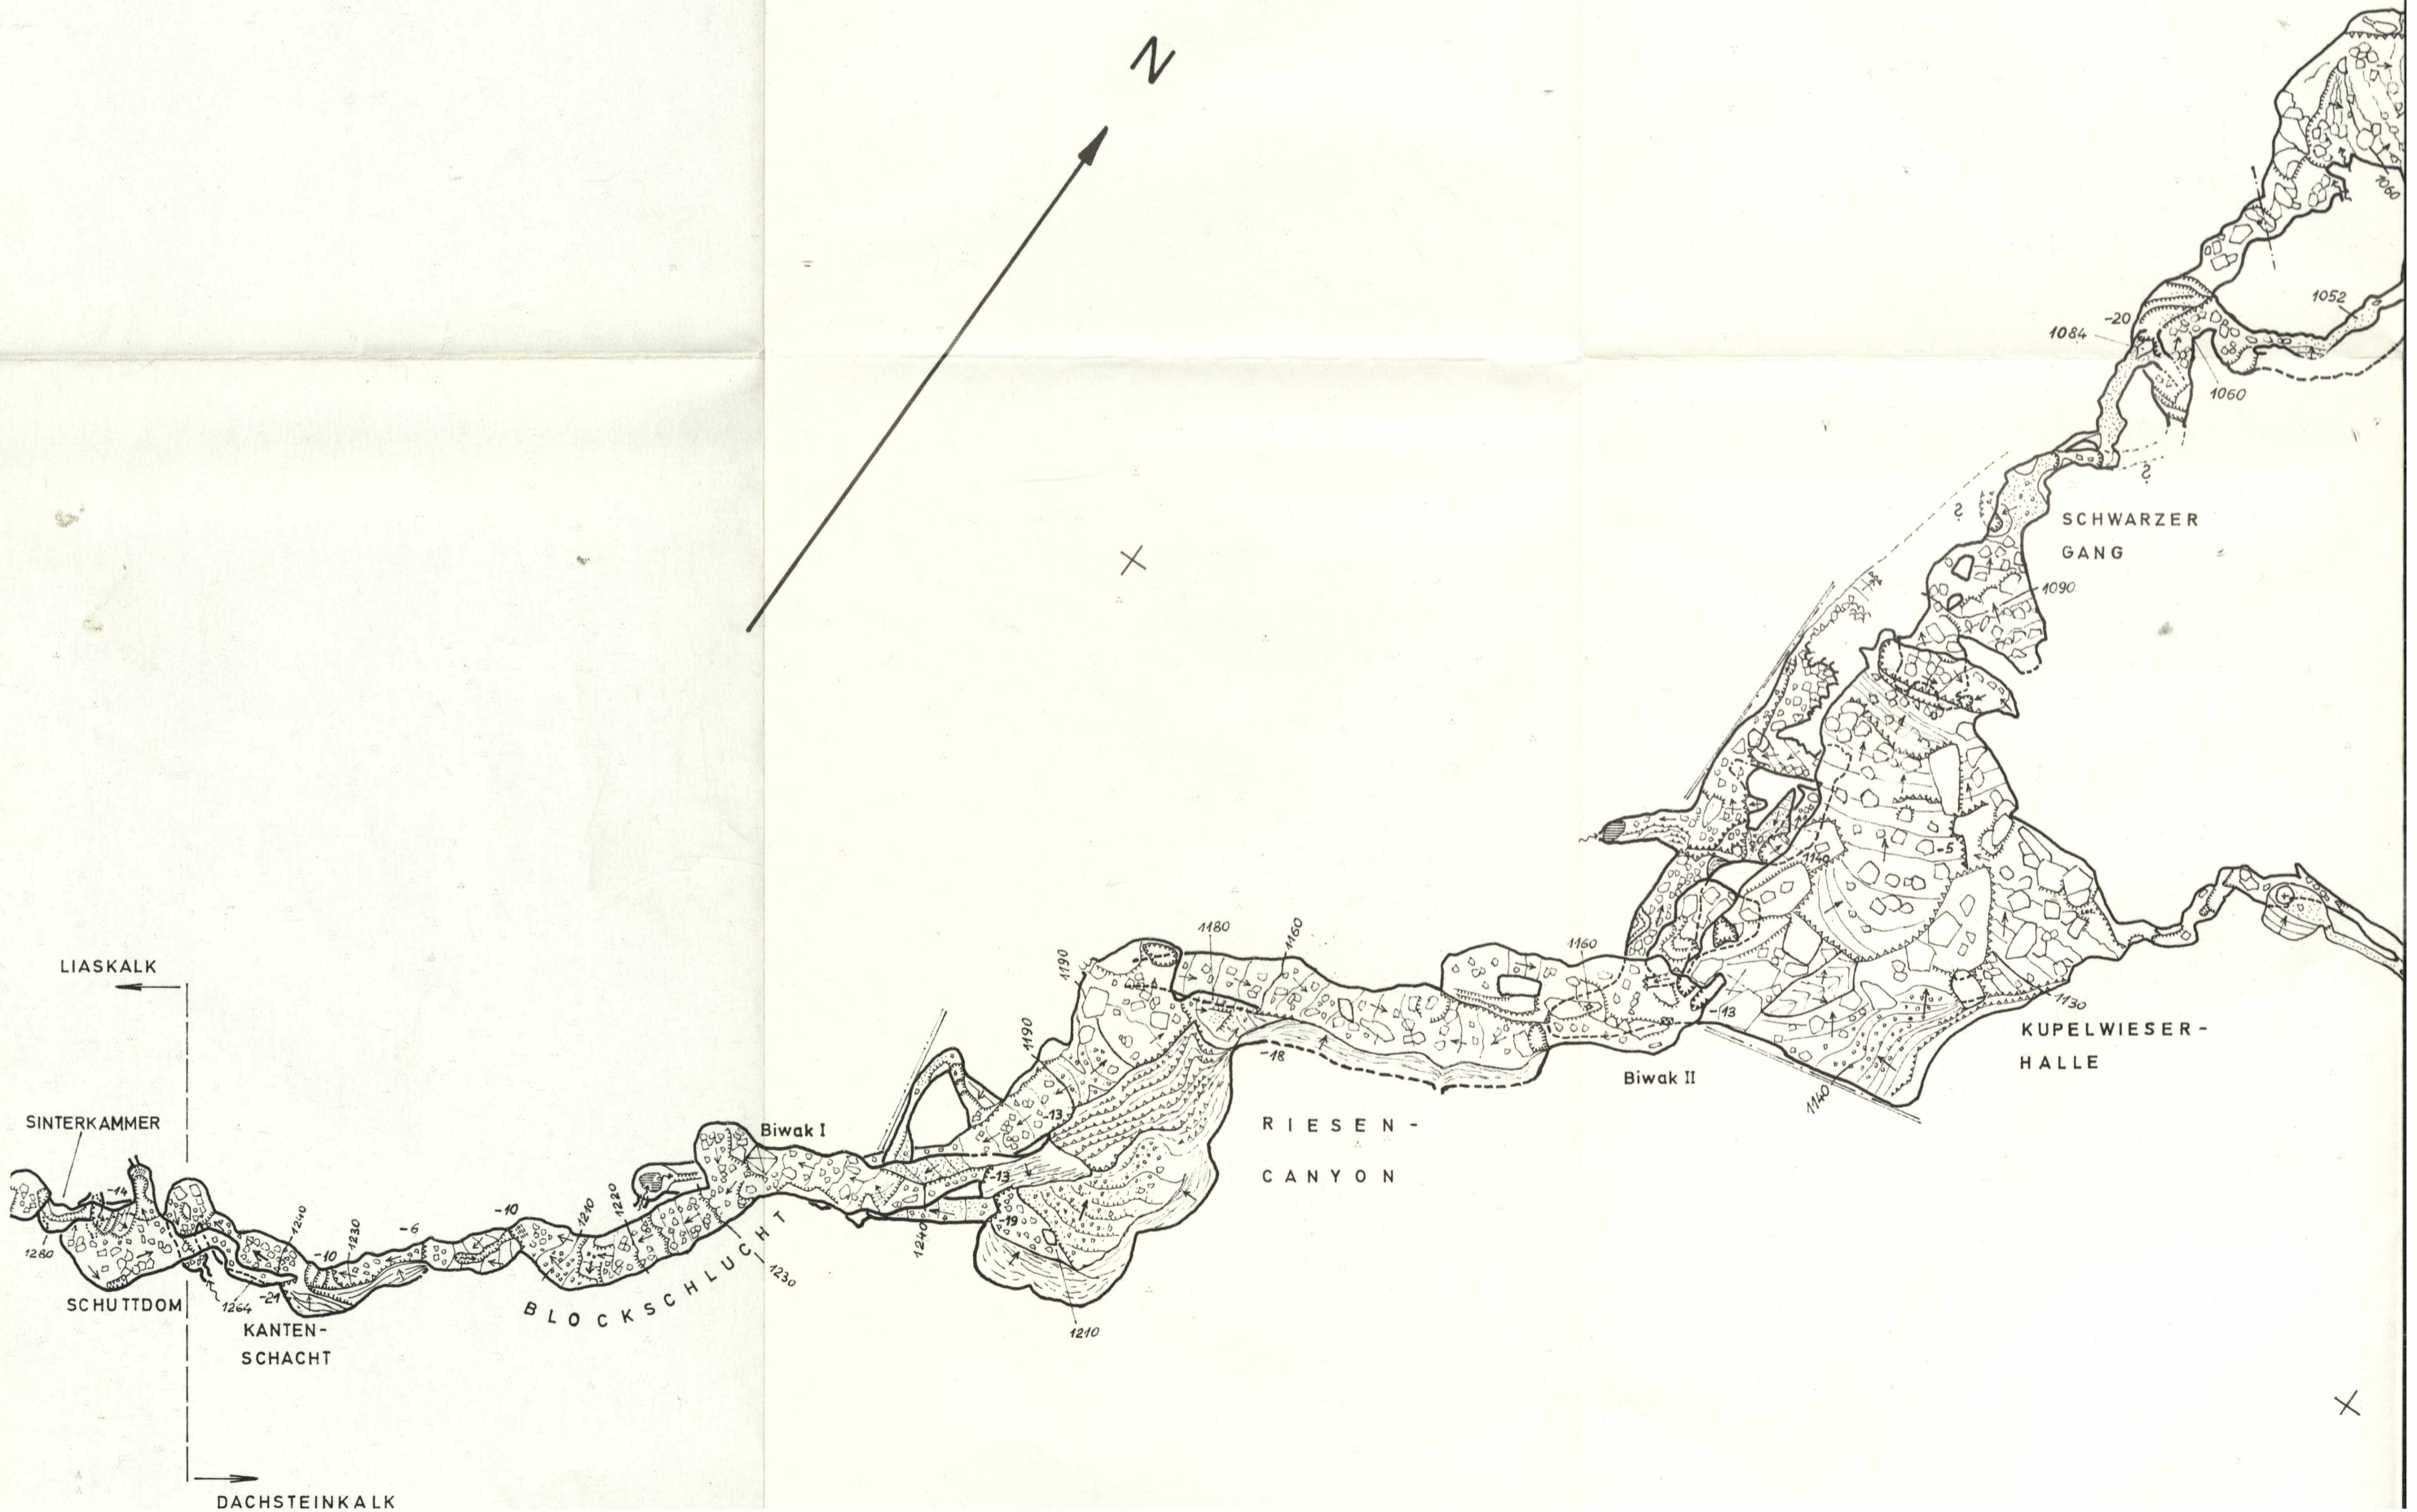 N
1060
1052
-20
1084
1060
?
?
SCHWARZER
GANG
1090
1140
-5
1180
1160
1190
1160
LIASKALK
-13
1130
KUPELWIESER-
HALLE
1190
-18
Biwak II
1140
-13
RIESEN-
CANYON
SINTERKAMMER
Biwak I
-13
-14
1280
1240
1230
-6
-10
1210
1220
-19
1240
-10
1230
BLOCKSCHLUCHT
SCHUTTDOM
1264
-21
KANTEN-
SCHACHT
1210
DACHSTEINKALK